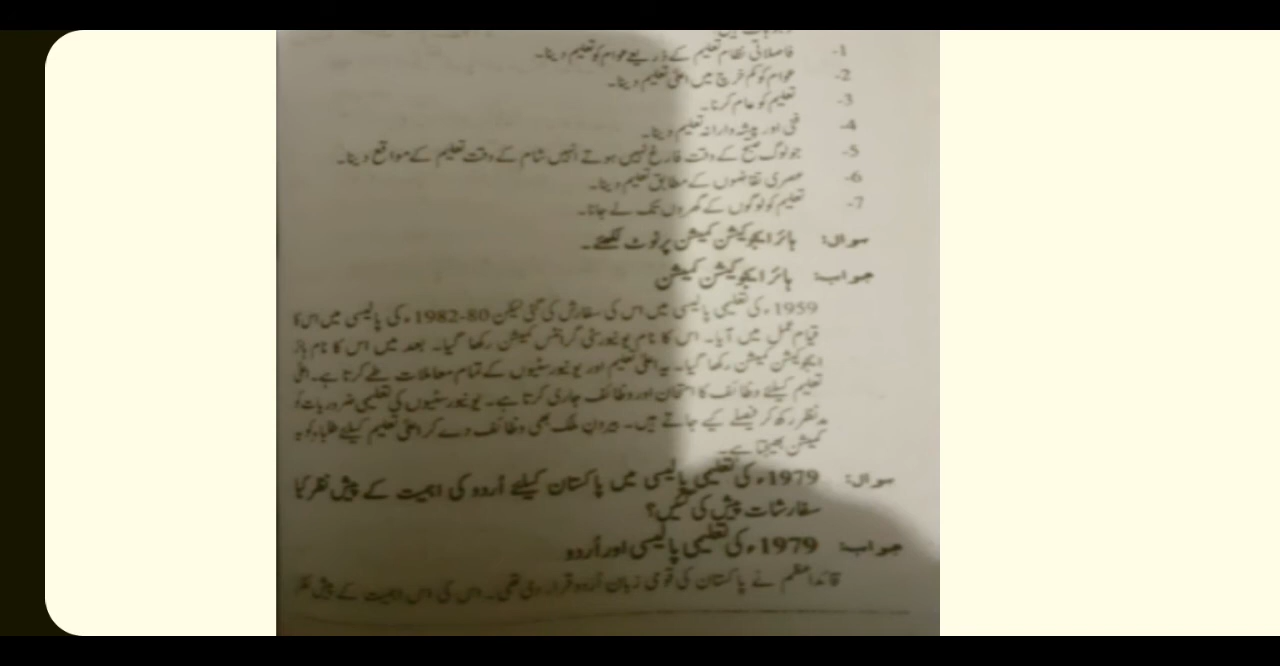 1- فاصلاتی نظام تعلیم کے ذریعے عوام کو تعلیم دینا۔
2- عوام کو کم خرچ میں اعلیٰ تعلیم دینا۔
3- تعلیم کو عام کرنا۔
4- فنی اور پیشہ وارانہ تعلیم دینا۔
5- جو لوگ صبح کے وقت فارغ نہیں ہوتے انہیں شام کے وقت تعلیم کے مواقع دینا۔
6- عصری تقاضوں کے مطابق تعلیم دینا۔
7- تعلیم کو لوگوں کے گھروں تک لے جانا۔
سوال: ہائر ایجوکیشن کمیشن پر نوٹ لکھئے۔
جواب: ہائر ایجوکیشن کمیشن
1959ء کی تعلیمی پالیسی میں اس کی سفارش کی گئی لیکن 80-1982ء کی پالیسی میں اس کا
قیام عمل میں آیا۔ اس کا نام یونیورسٹی گرانٹس کمیشن رکھا گیا۔ بعد میں اس کا نام ہائر
ایجوکیشن کمیشن رکھا گیا۔ یہ اعلیٰ تعلیم اور یونیورسٹیوں کے تمام معاملات طے کرتا ہے۔ اعلیٰ
تعلیم کیلئے وظائف کا امتحان اور وظائف جاری کرتا ہے۔ یونیورسٹیوں کی تعلیمی ضروریات کو
مدنظر رکھ کر فیصلے کیے جاتے ہیں۔ بیرون ملک بھی وظائف دے کر اعلیٰ تعلیم کیلئے طلباء کو یہ
کمیشن بھیجتا ہے۔
سوال: 1979ء کی تعلیمی پالیسی میں پاکستان کیلئے اُردو کی اہمیت کے پیش نظر کیا
سفارشات پیش کی گئیں؟
جواب: 1979ء کی تعلیمی پالیسی اور اُردو
قائداعظم نے پاکستان کی قومی زبان اُردو قرار دی تھی۔ اس کی اس اہمیت کے پیش نظر